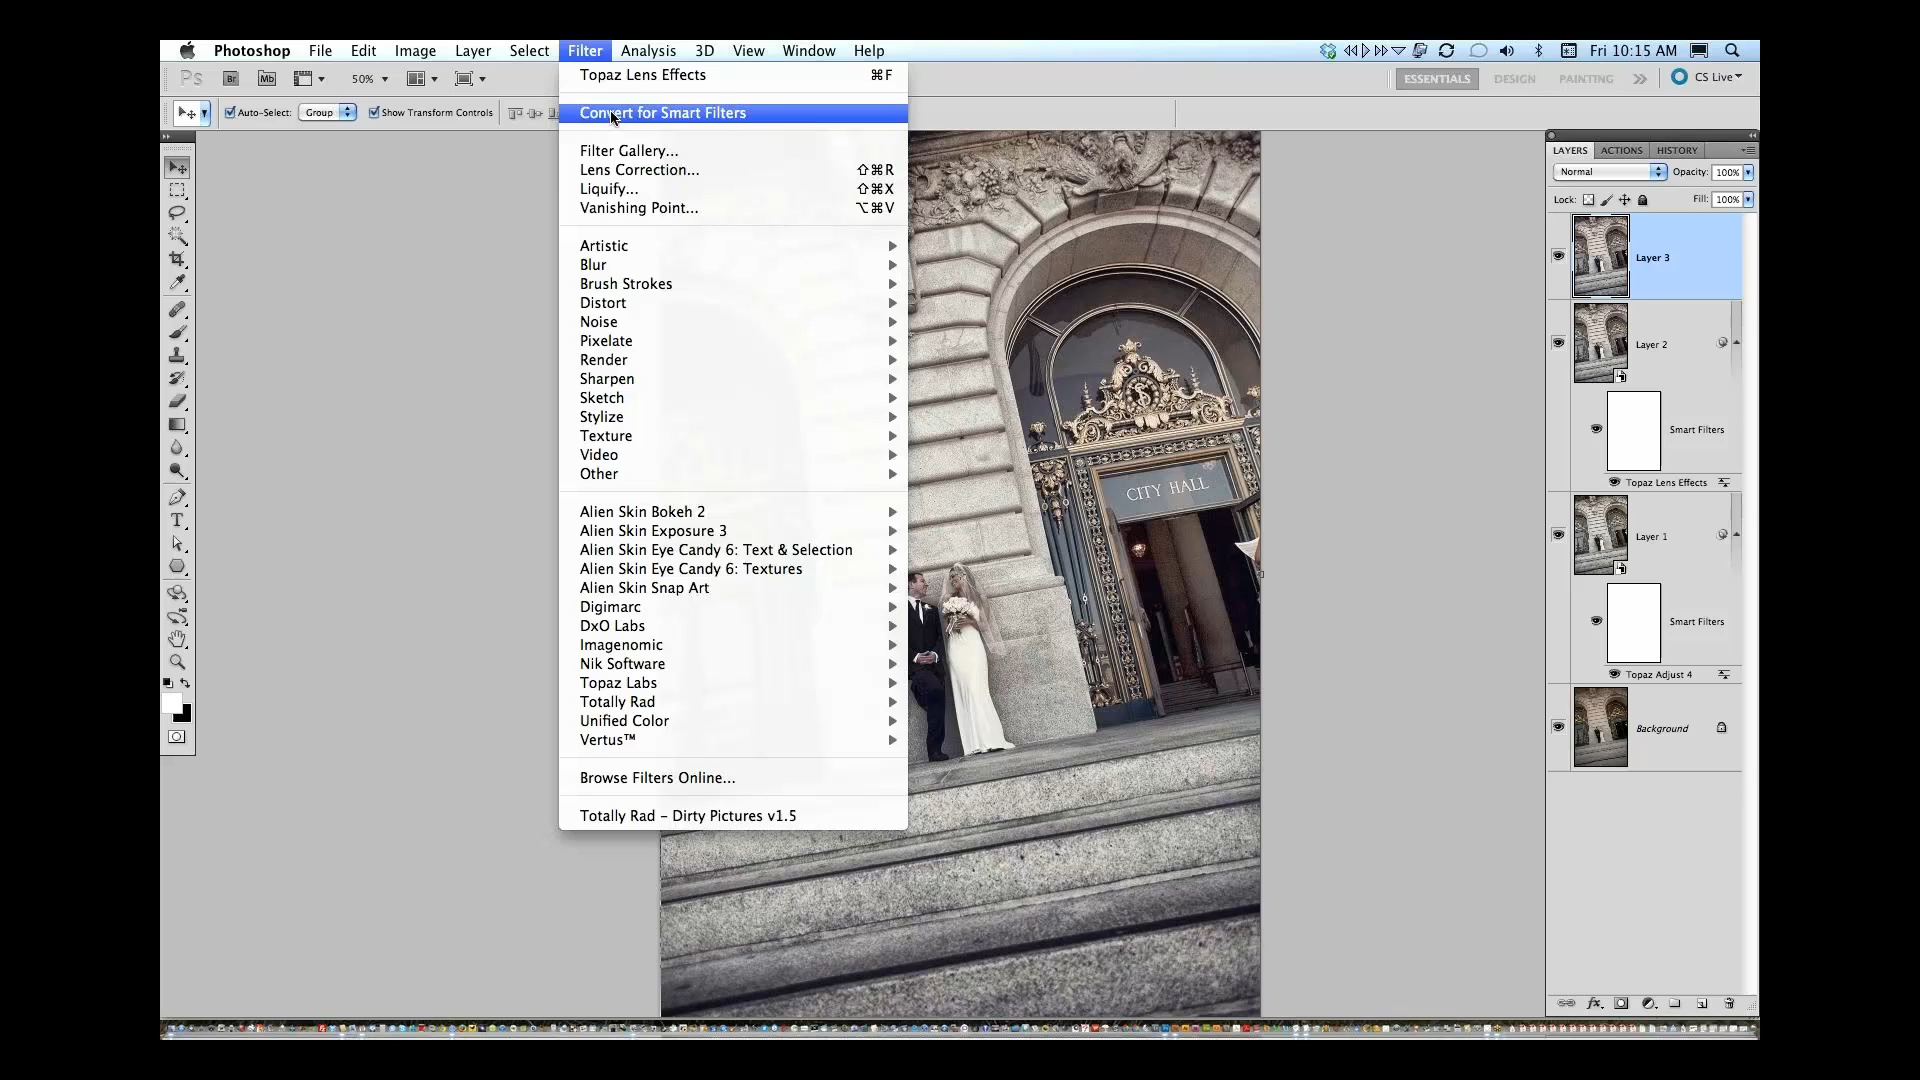 Photoshop File Edit Image Layer Select Filter Analysis 3D View Window Help Fri 10:15 AM
Ps Br Mb 50% ESSENTIALS DESIGN PAINTING CS Live
Auto-Select: Group Show Transform Controls
Topaz Lens Effects ⌘F
Convert for Smart Filters
Filter Gallery...
Lens Correction... ⇧⌘R
Liquify... ⇧⌘X
Vanishing Point... ⌥⌘V
Artistic
Blur
Brush Strokes
Distort
Noise
Pixelate
Render
Sharpen
Sketch
Stylize
Texture
Video
Other
Alien Skin Bokeh 2
Alien Skin Exposure 3
Alien Skin Eye Candy 6: Text & Selection
Alien Skin Eye Candy 6: Textures
Alien Skin Snap Art
Digimarc
DxO Labs
Imagenomic
Nik Software
Topaz Labs
Totally Rad
Unified Color
Vertus™
Browse Filters Online...
Totally Rad - Dirty Pictures v1.5
CITY HALL
LAYERS ACTIONS HISTORY
Normal Opacity: 100%
Lock: Fill: 100%
Layer 3
Layer 2
Smart Filters
Topaz Lens Effects
Layer 1
Smart Filters
Topaz Adjust 4
Background
fx